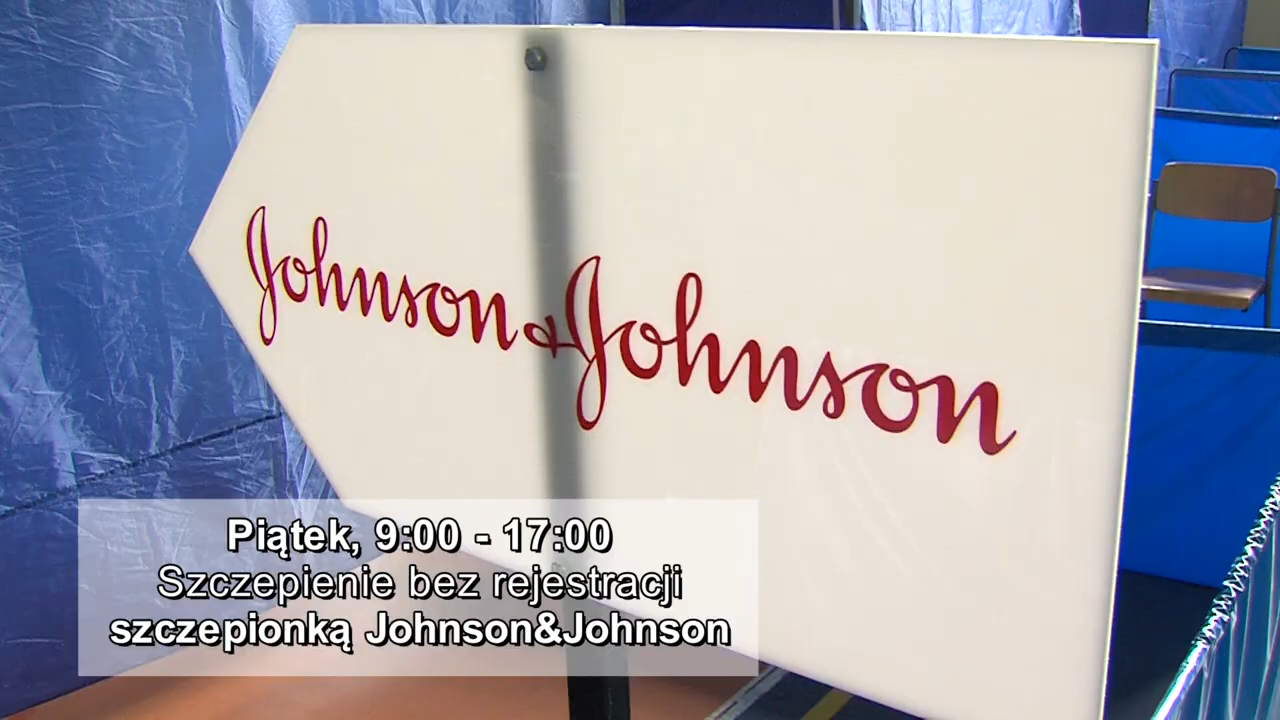 Johnson & Johnson
Piątek, 9:00 - 17:00
Szczepienie bez rejestracji
szczepionką Johnson&Johnson